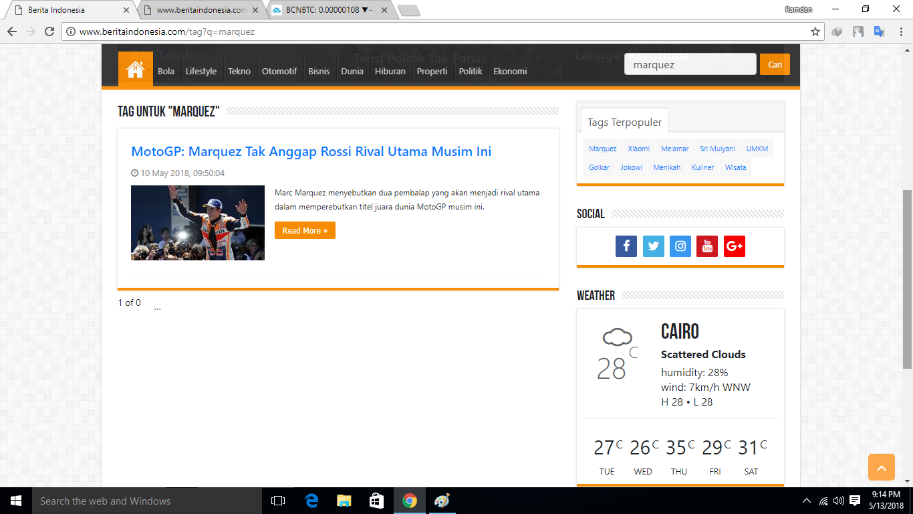 Berita Indonesia
www.beritaindonesia.com
BCNBTC: 0.00000108 ▼-
Ramdan
www.beritaindonesia.com/tag?q=marquez
Tanah
Tensi Politik Tak Panas
Bola
Lifestyle
Tekno
Otomotif
Bisnis
Dunia
Hiburan
Properti
Politik
Ekonomi
marquez
Cari
TAG UNTUK "MARQUEZ"
MotoGP: Marquez Tak Anggap Rossi Rival Utama Musim Ini
10 May 2018, 09:50:04
Marc Marquez menyebutkan dua pembalap yang akan menjadi rival utama
dalam memperebutkan titel juara dunia MotoGP musim ini.
Read More »
1 of 0
...
Tags Terpopuler
Marquez Xiaomi Melamar Sri Mulyani UMKM
Golkar Jokowi Menikah Kuliner Wisata
SOCIAL
WEATHER
CAIRO
28 C
Scattered Clouds
humidity: 28%
wind: 7km/h WNW
H 28 • L 28
27 C 26 C 35 C 29 C 31 C
TUE WED THU FRI SAT
Search the web and Windows
9:14 PM
5/13/2018